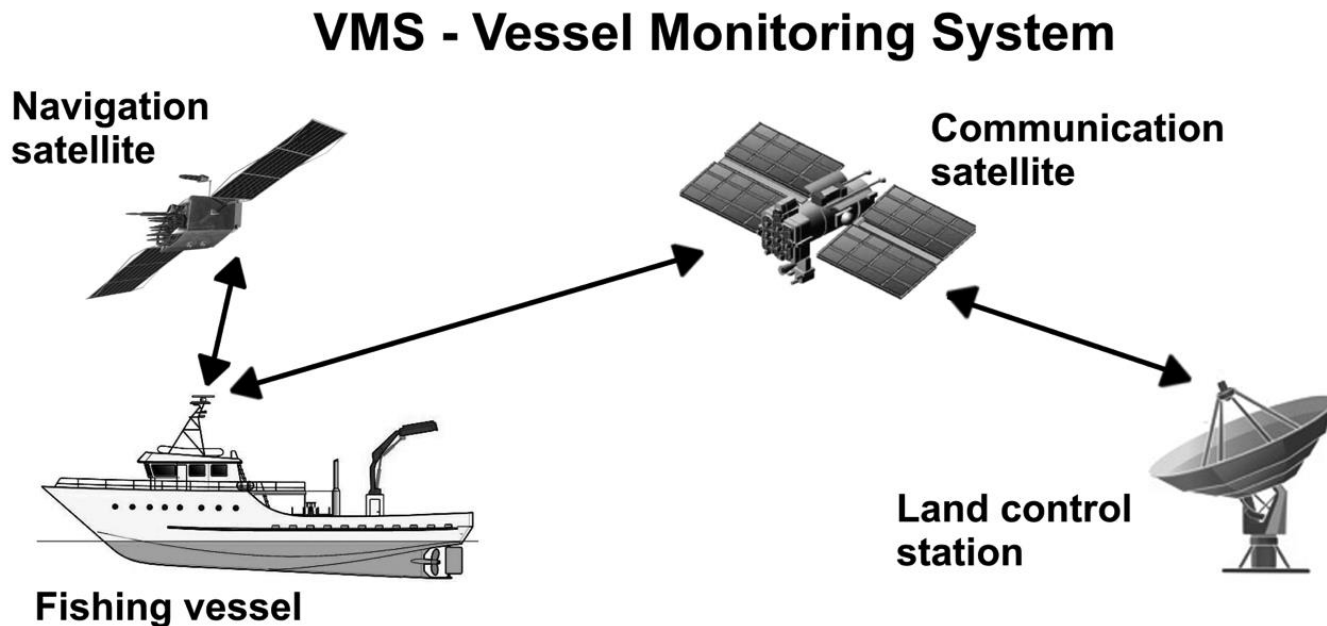 VMS - Vessel Monitoring System
Navigation
satellite
Communication
satellite
Land control
station
Fishing vessel